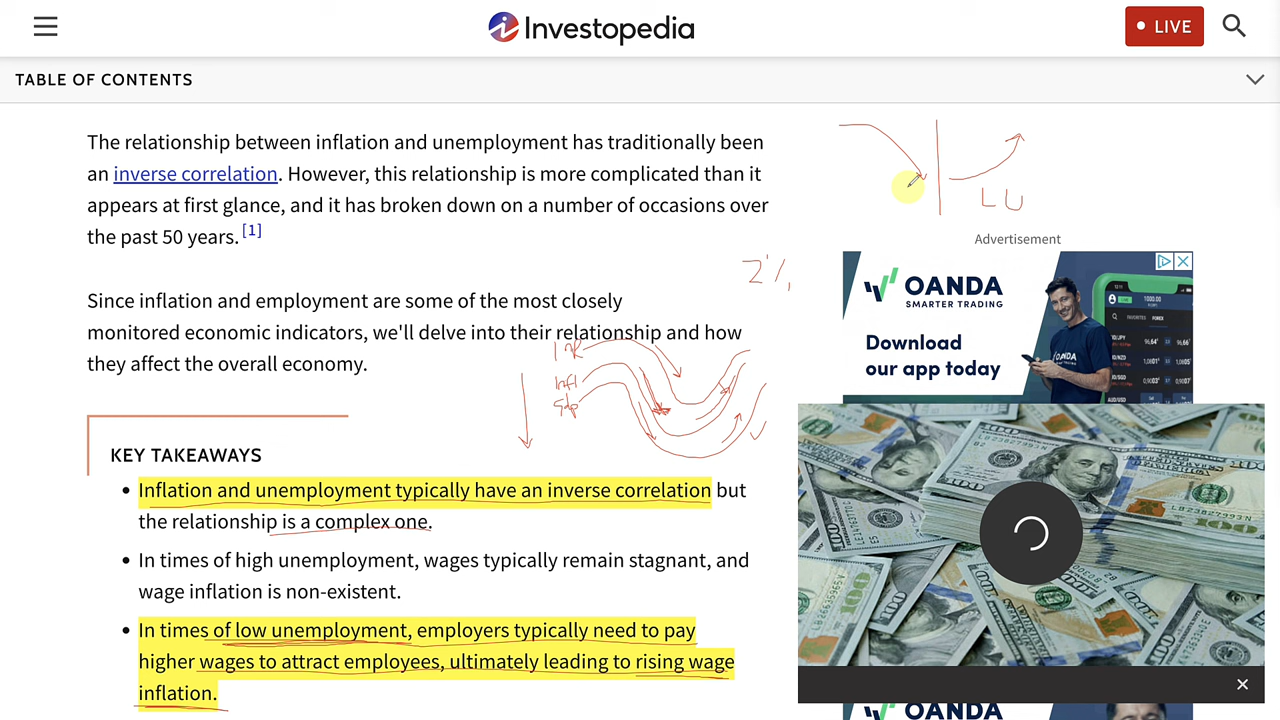 Investopedia
LIVE
TABLE OF CONTENTS
The relationship between inflation and unemployment has traditionally been
an inverse correlation. However, this relationship is more complicated than it
appears at first glance, and it has broken down on a number of occasions over
the past 50 years. [1]
Since inflation and employment are some of the most closely
monitored economic indicators, we'll delve into their relationship and how
they affect the overall economy.
KEY TAKEAWAYS
• Inflation and unemployment typically have an inverse correlation but
the relationship is a complex one.
• In times of high unemployment, wages typically remain stagnant, and
wage inflation is non-existent.
• In times of low unemployment, employers typically need to pay
higher wages to attract employees, ultimately leading to rising wage
inflation.
2%
Infl
Gdp
LU
Advertisement
OANDA
SMARTER TRADING
Download
our app today
OANDA